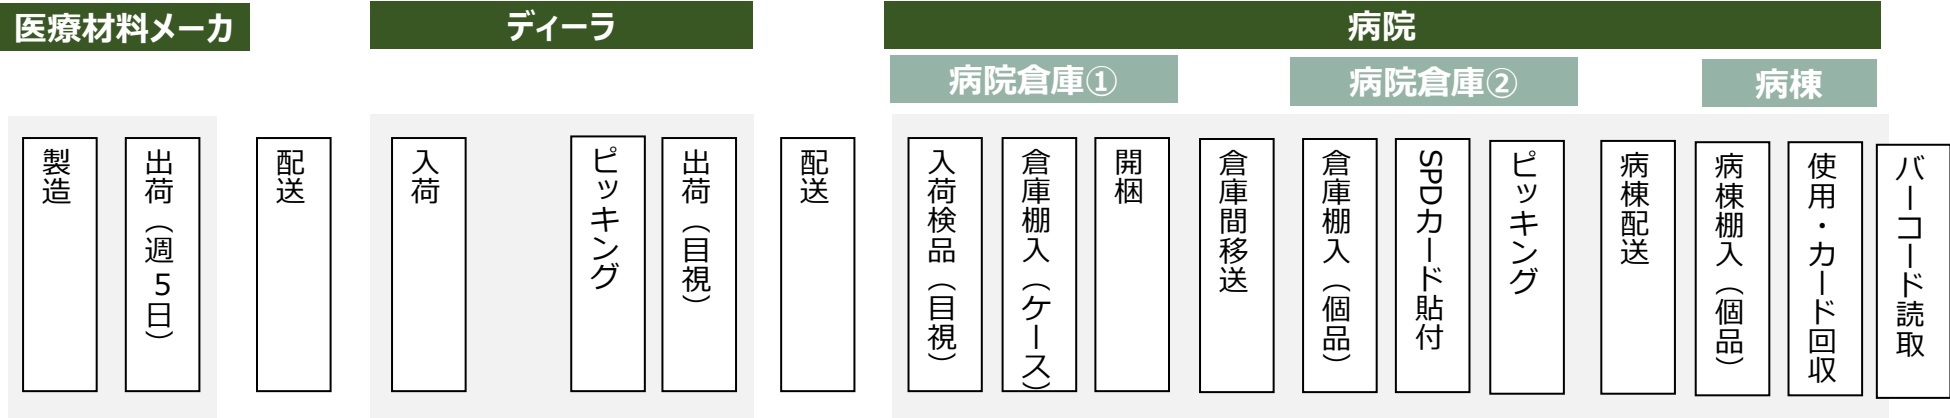 医療材料メーカ
ディーラ
病院
病院倉庫①
病院倉庫②
病棟
製造
出荷（週５日）
配送
入荷
ピッキング
出荷（目視）
配送
入荷検品（目視）
倉庫棚入（ケース）
開梱
倉庫間移送
倉庫棚入（個品）
SPDカード貼付
ピッキング
病棟配送
病棟棚入（個品）
使用・カード回収
バーコード読取